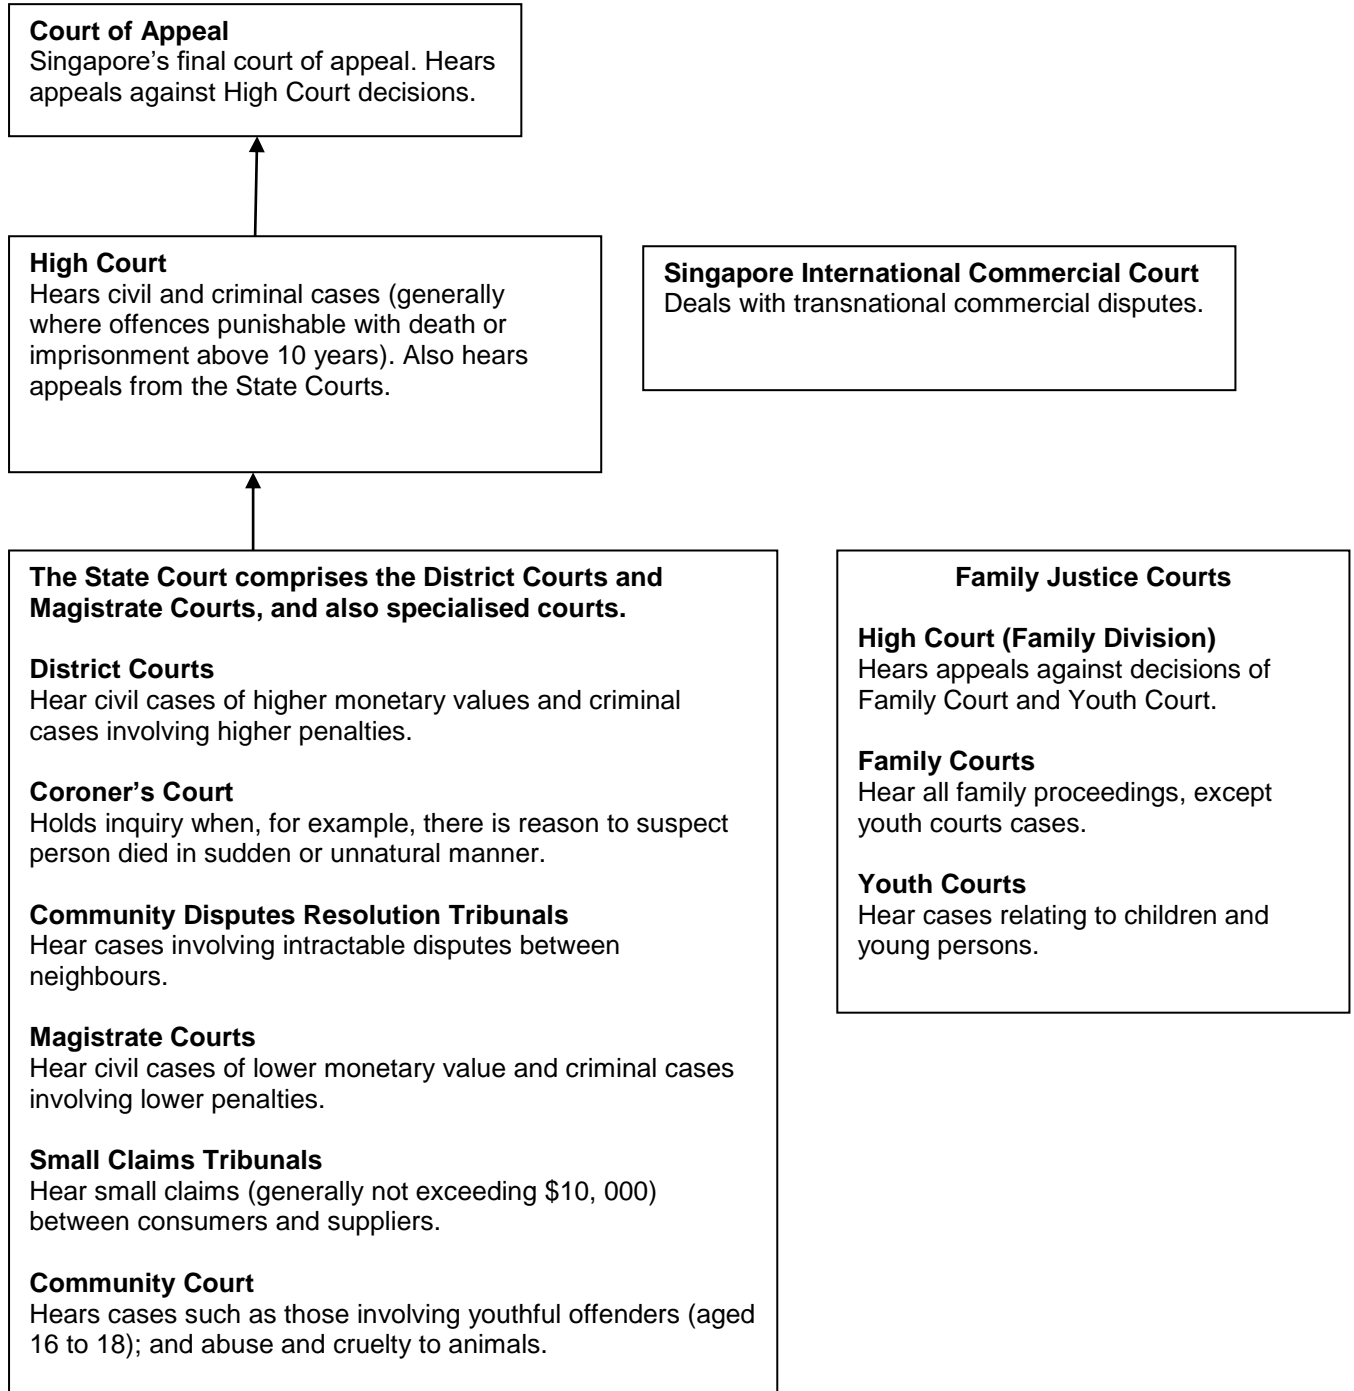 Court of Appeal
Singapore’s final court of appeal. Hears
appeals against High Court decisions.
High Court
Hears civil and criminal cases (generally
where offences punishable with death or
imprisonment above 10 years). Also hears
appeals from the State Courts.
Singapore International Commercial Court
Deals with transnational commercial disputes.
The State Court comprises the District Courts and
Magistrate Courts, and also specialised courts.
District Courts
Hear civil cases of higher monetary values and criminal
cases involving higher penalties.
Coroner’s Court
Holds inquiry when, for example, there is reason to suspect
person died in sudden or unnatural manner.
Community Disputes Resolution Tribunals
Hear cases involving intractable disputes between
neighbours.
Magistrate Courts
Hear civil cases of lower monetary value and criminal cases
involving lower penalties.
Small Claims Tribunals
Hear small claims (generally not exceeding $10, 000)
between consumers and suppliers.
Community Court
Hears cases such as those involving youthful offenders (aged
16 to 18); and abuse and cruelty to animals.
Family Justice Courts
High Court (Family Division)
Hears appeals against decisions of
Family Court and Youth Court.
Family Courts
Hear all family proceedings, except
youth courts cases.
Youth Courts
Hear cases relating to children and
young persons.